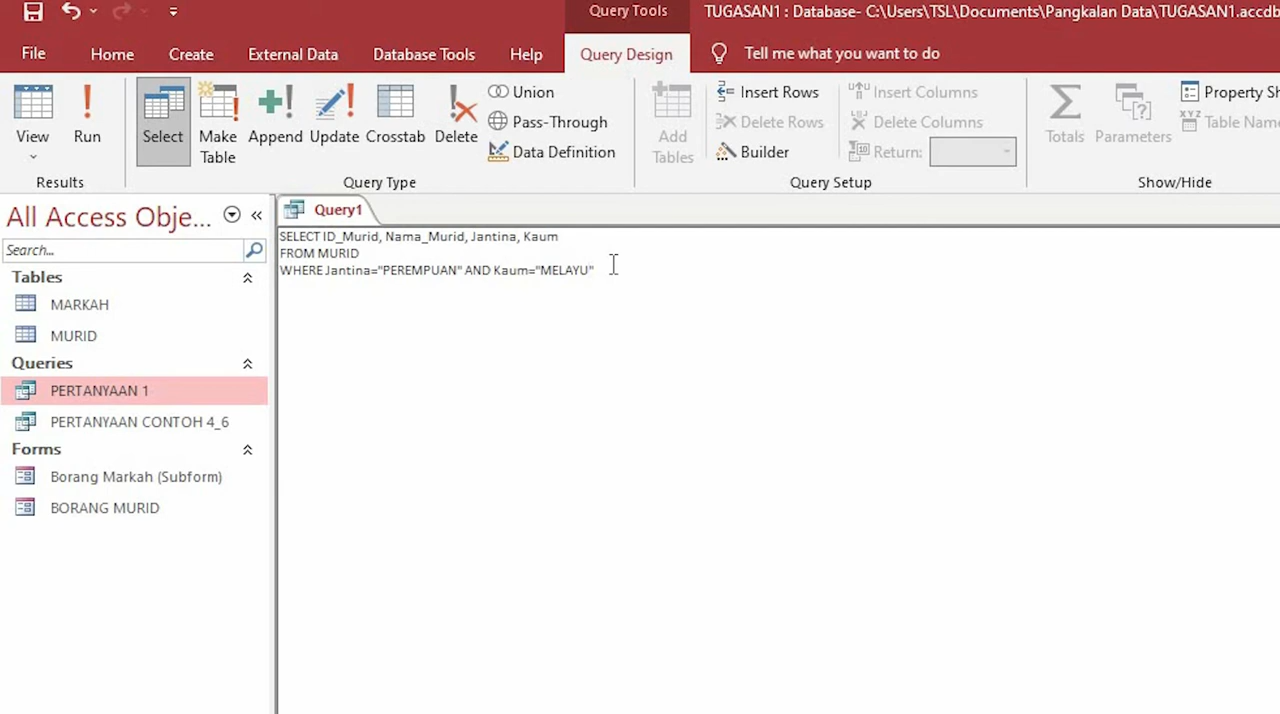 Query Tools
TUGASAN1 : Database- C:\Users\TSL\Documents\Pangkalan Data\TUGASAN1.accdb
File Home Create External Data Database Tools Help Query Design Tell me what you want to do
View
Run
Results
Select
Make Table
Append
Update
Crosstab
Delete
Union
Pass-Through
Data Definition
Query Type
Add Tables
Insert Rows
Delete Rows
Builder
Insert Columns
Delete Columns
Return:
Query Setup
Totals
Parameters
Property Sh
Table Name
Show/Hide
All Access Obje...
Search...
Tables
MARKAH
MURID
Queries
PERTANYAAN 1
PERTANYAAN CONTOH 4_6
Forms
Borang Markah (Subform)
BORANG MURID
Query1
SELECT ID_Murid, Nama_Murid, Jantina, Kaum
FROM MURID
WHERE Jantina="PEREMPUAN" AND Kaum="MELAYU"